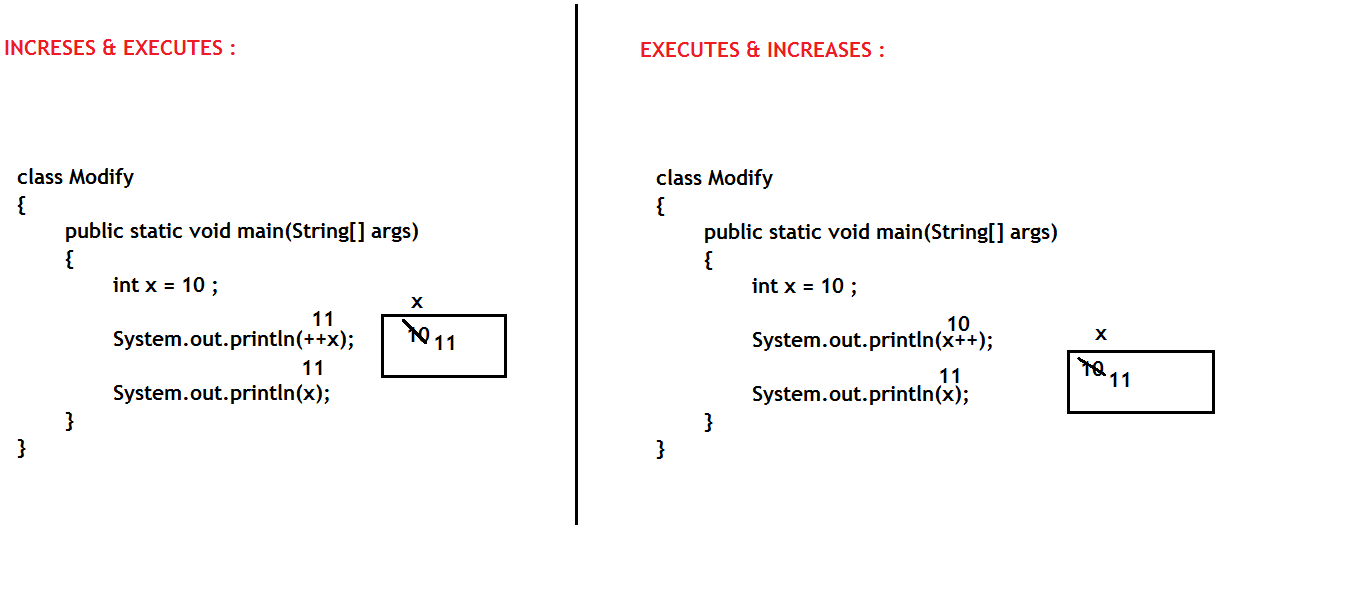 INCRESES & EXECUTES :
class Modify
{
public static void main(String[] args)
{
int x = 10 ;
x
11
System.out.println(++x);
10 11
11
System.out.println(x);
}
}
EXECUTES & INCREASES :
class Modify
{
public static void main(String[] args)
{
int x = 10 ;
10
System.out.println(x++);
x
10 11
11
System.out.println(x);
}
}